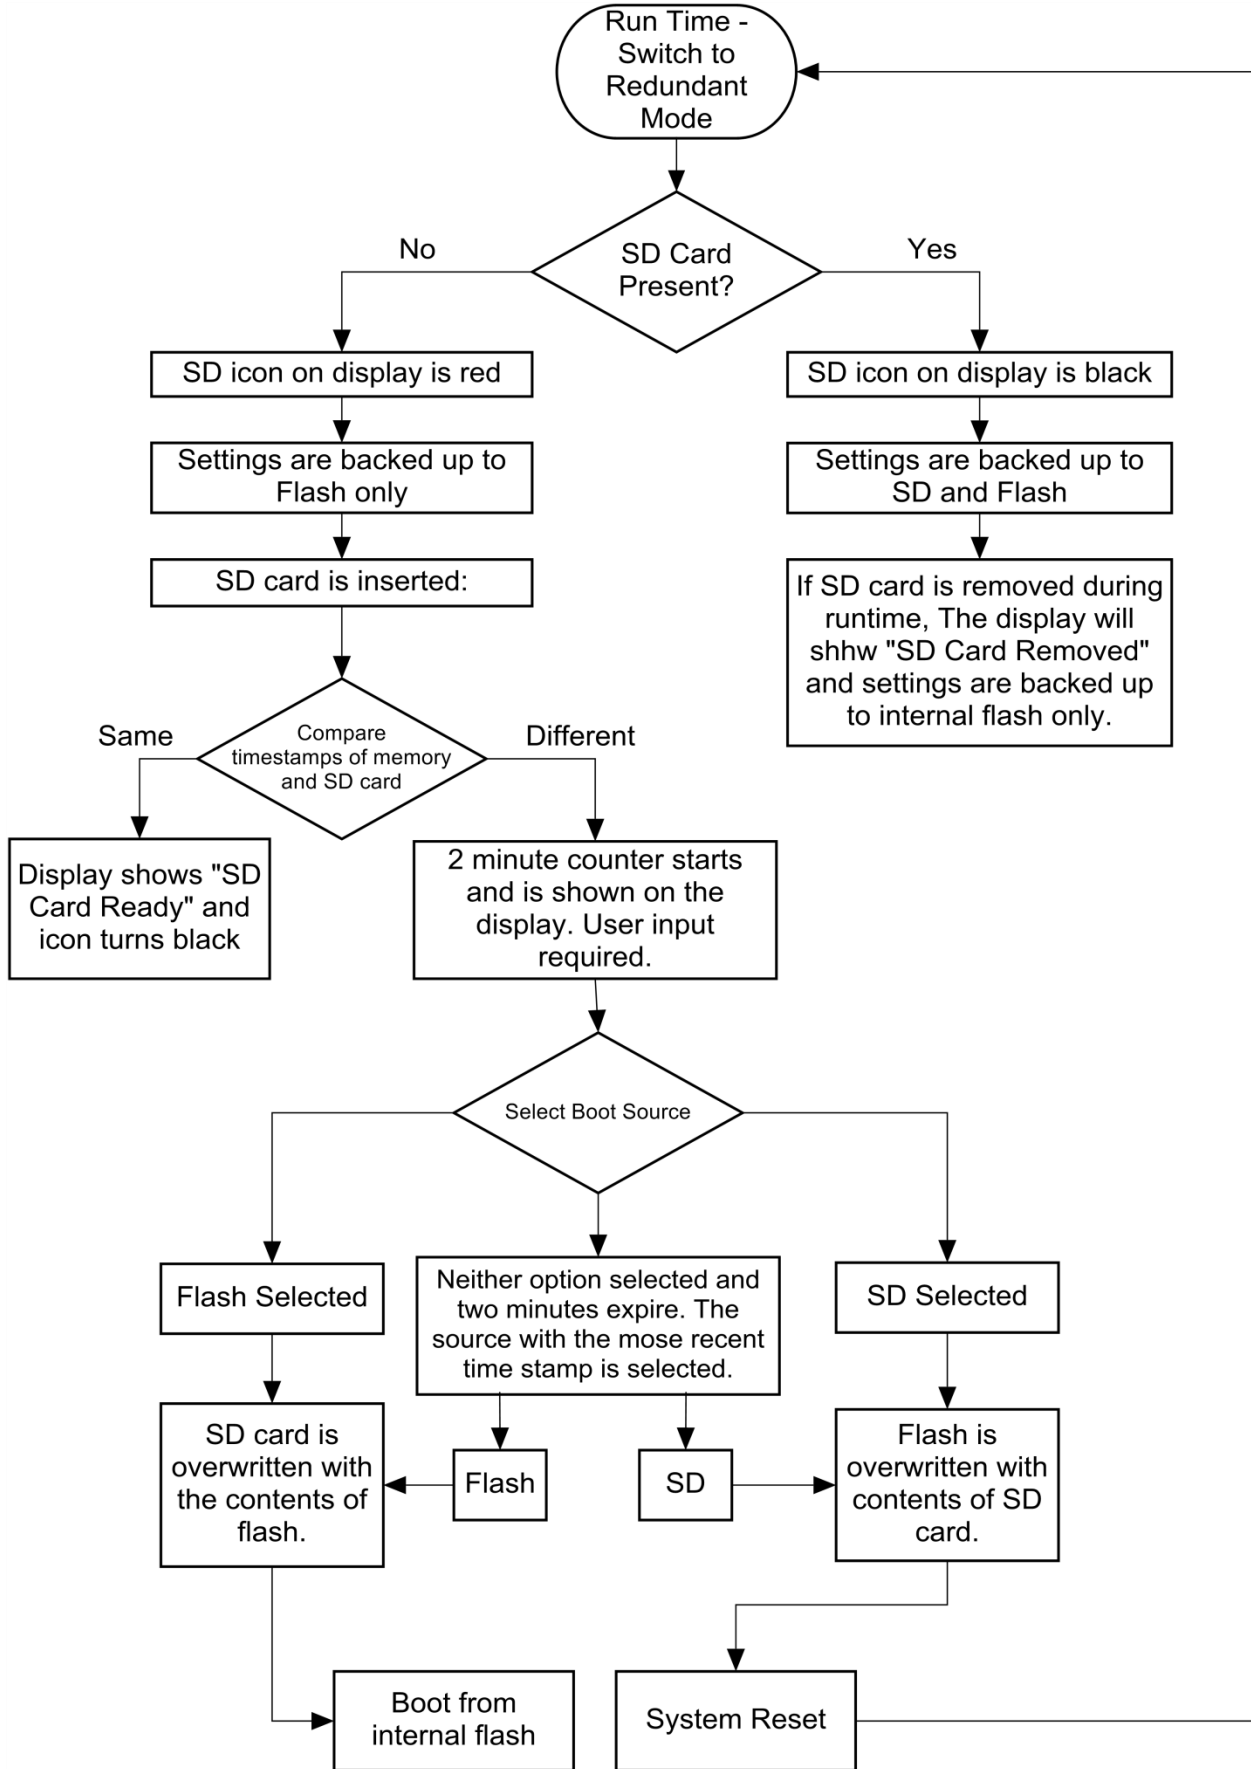 Run Time -
Switch to
Redundant
Mode
SD Card
Present?
No
Yes
SD icon on display is red
SD icon on display is black
Settings are backed up to
Flash only
Settings are backed up to
SD and Flash
SD card is inserted:
If SD card is removed during
runtime, The display will
shhw "SD Card Removed"
and settings are backed up
to internal flash only.
Compare
timestamps of memory
and SD card
Same
Different
Display shows "SD
Card Ready" and
icon turns black
2 minute counter starts
and is shown on the
display. User input
required.
Select Boot Source
Flash Selected
Neither option selected and
two minutes expire. The
source with the mose recent
time stamp is selected.
SD Selected
SD card is
overwritten with
the contents of
flash.
Flash
SD
Flash is
overwritten with
contents of SD
card.
Boot from
internal flash
System Reset